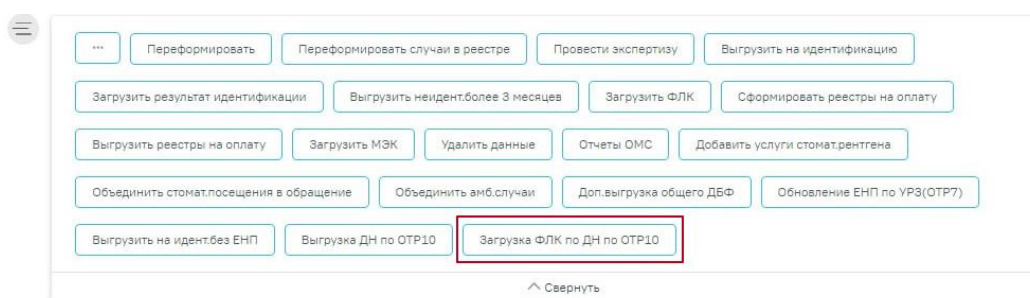 ... Переформировать Переформировать случаи в реестре Провести экспертизу Выгрузить на идентификацию
Загрузить результат идентификации Выгрузить неидент.более 3 месяцев Загрузить ФЛК Сформировать реестры на оплату
Выгрузить реестры на оплату Загрузить МЭК Удалить данные Отчеты ОМС Добавить услуги стомат.рентгена
Объединить стомат.посещения в обращение Объединить амб.случаи Доп.выгрузка общего ДБФ Обновление ЕНП по УРЗ(ОТР7)
Выгрузить на идент.без ЕНП Выгрузка ДН по ОТР10 Загрузка ФЛК по ДН по ОТР10
Свернуть